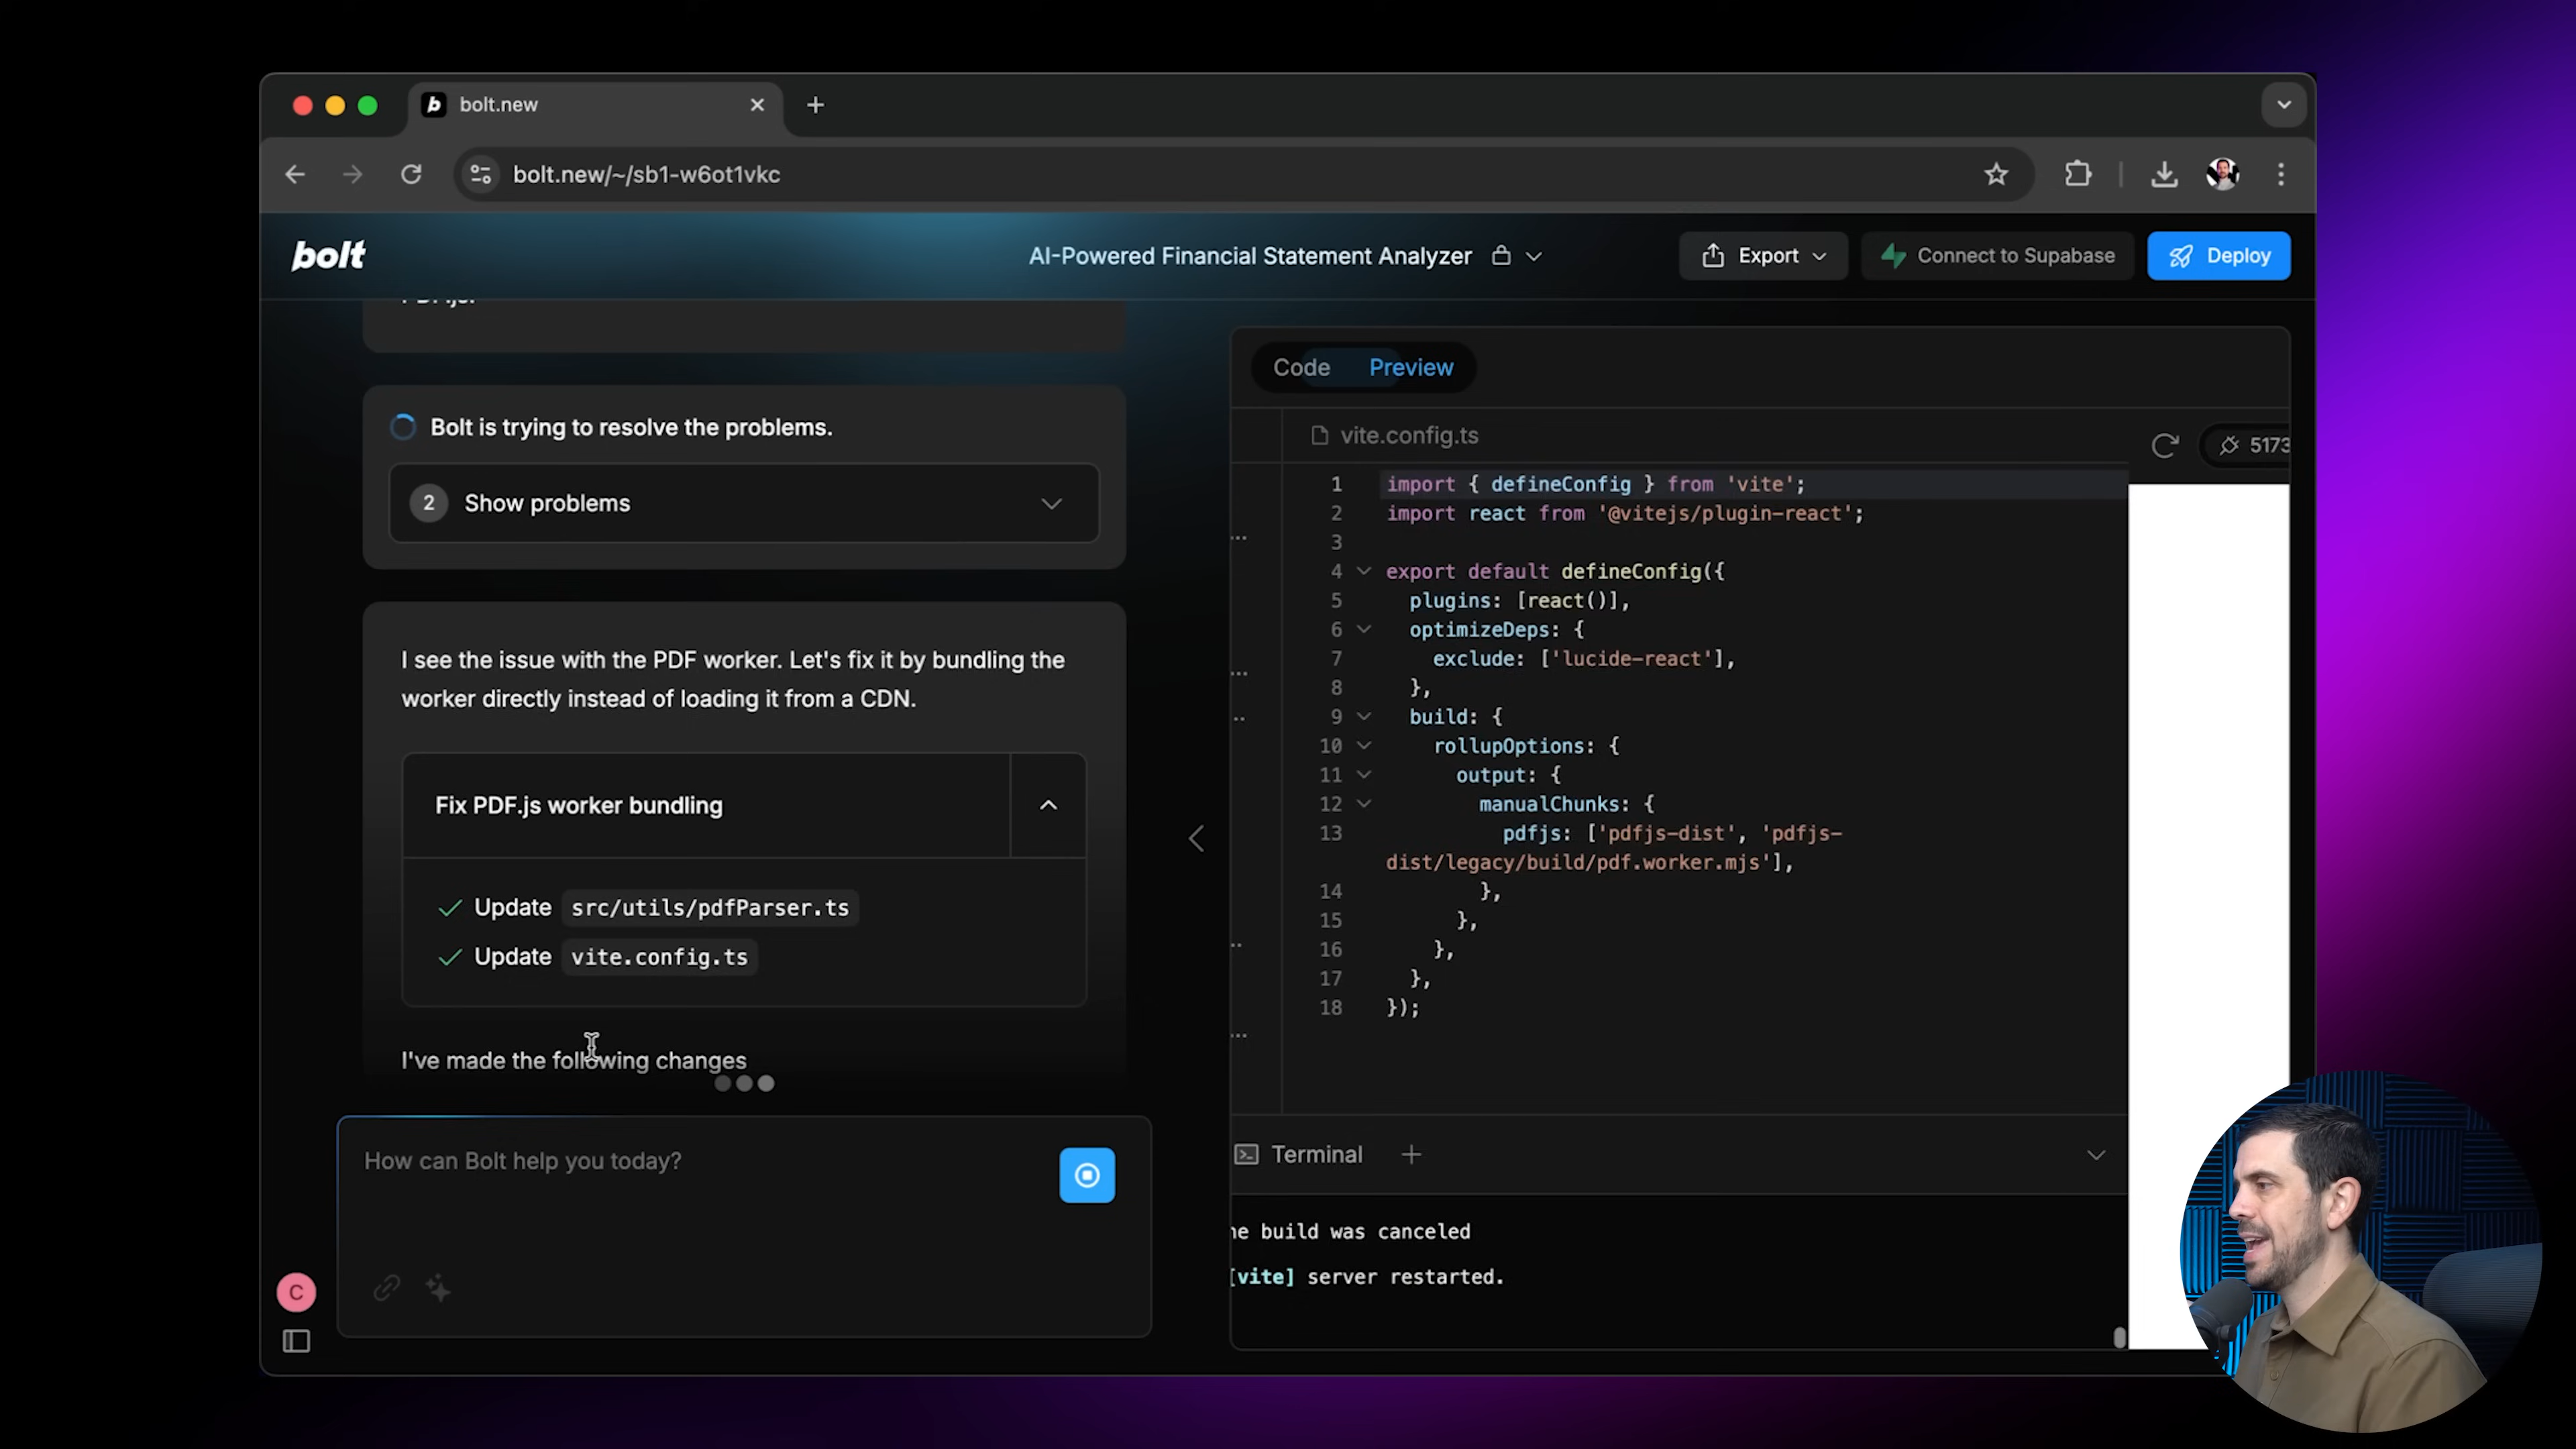 bolt.new
bolt.new/~/sb1-w6ot1vkc
bolt
AI-Powered Financial Statement Analyzer
Export
Connect to Supabase
Deploy
Bolt is trying to resolve the problems.
2 Show problems
I see the issue with the PDF worker. Let's fix it by bundling the
worker directly instead of loading it from a CDN.
Fix PDF.js worker bundling
Update src/utils/pdfParser.ts
Update vite.config.ts
I've made the following changes
How can Bolt help you today?
C
Code Preview
vite.config.ts
5173
1 import { defineConfig } from 'vite';
2 import react from '@vitejs/plugin-react';
3
4 export default defineConfig({
5 plugins: [react()],
6 optimizeDeps: {
7 exclude: ['lucide-react'],
8 },
9 build: {
10 rollupOptions: {
11 output: {
12 manualChunks: {
13 pdfjs: ['pdfjs-dist', 'pdfjs-
dist/legacy/build/pdf.worker.mjs'],
14 },
15 },
16 },
17 },
18 });
Terminal
he build was canceled
[vite] server restarted.